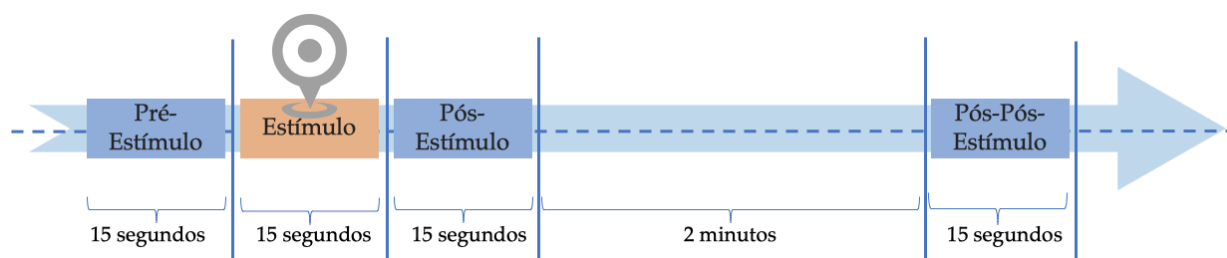 Pré-
Estímulo
Estímulo
Pós-
Estímulo
Pós-Pós-
Estímulo
15 segundos
15 segundos
15 segundos
2 minutos
15 segundos